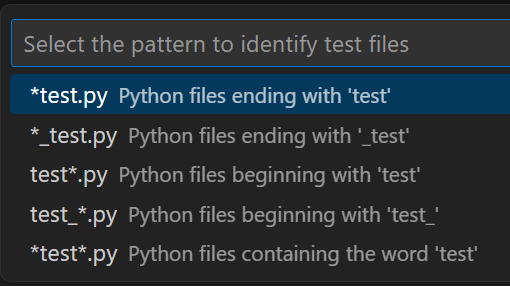 Select the pattern to identify test files
*test.py Python files ending with 'test'
*_test.py Python files ending with '_test'
test*.py Python files beginning with 'test'
test_*.py Python files beginning with 'test_'
*test*.py Python files containing the word 'test'